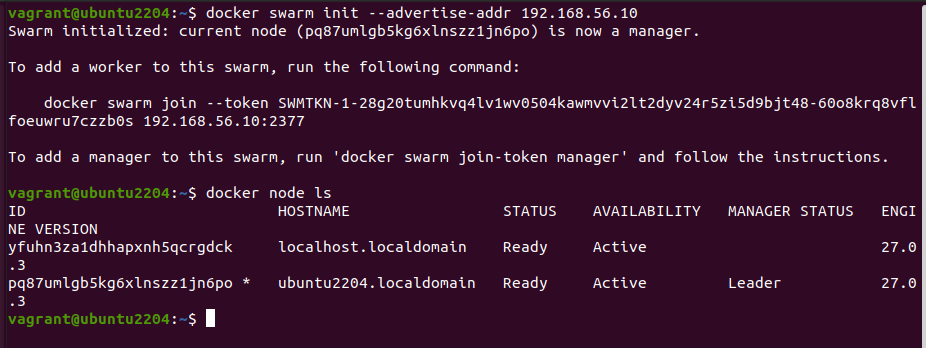 vagrant@ubuntu2204:~$ docker swarm init --advertise-addr 192.168.56.10
Swarm initialized: current node (pq87umlgb5kg6xlnszz1jn6po) is now a manager.
To add a worker to this swarm, run the following command:
docker swarm join --token SWMTKN-1-28g20tumhkvq4lv1wv0504kawmvvi2lt2dyv24r5zi5d9bjt48-60o8krq8vfl
foeuwru7czzb0s 192.168.56.10:2377
To add a manager to this swarm, run 'docker swarm join-token manager' and follow the instructions.
vagrant@ubuntu2204:~$ docker node ls
ID HOSTNAME STATUS AVAILABILITY MANAGER STATUS ENGI
NE VERSION
yfuhn3za1dhhapxnh5qcrgdck localhost.localdomain Ready Active 27.0
.3
pq87umlgb5kg6xlnszz1jn6po * ubuntu2204.localdomain Ready Active Leader 27.0
.3
vagrant@ubuntu2204:~$